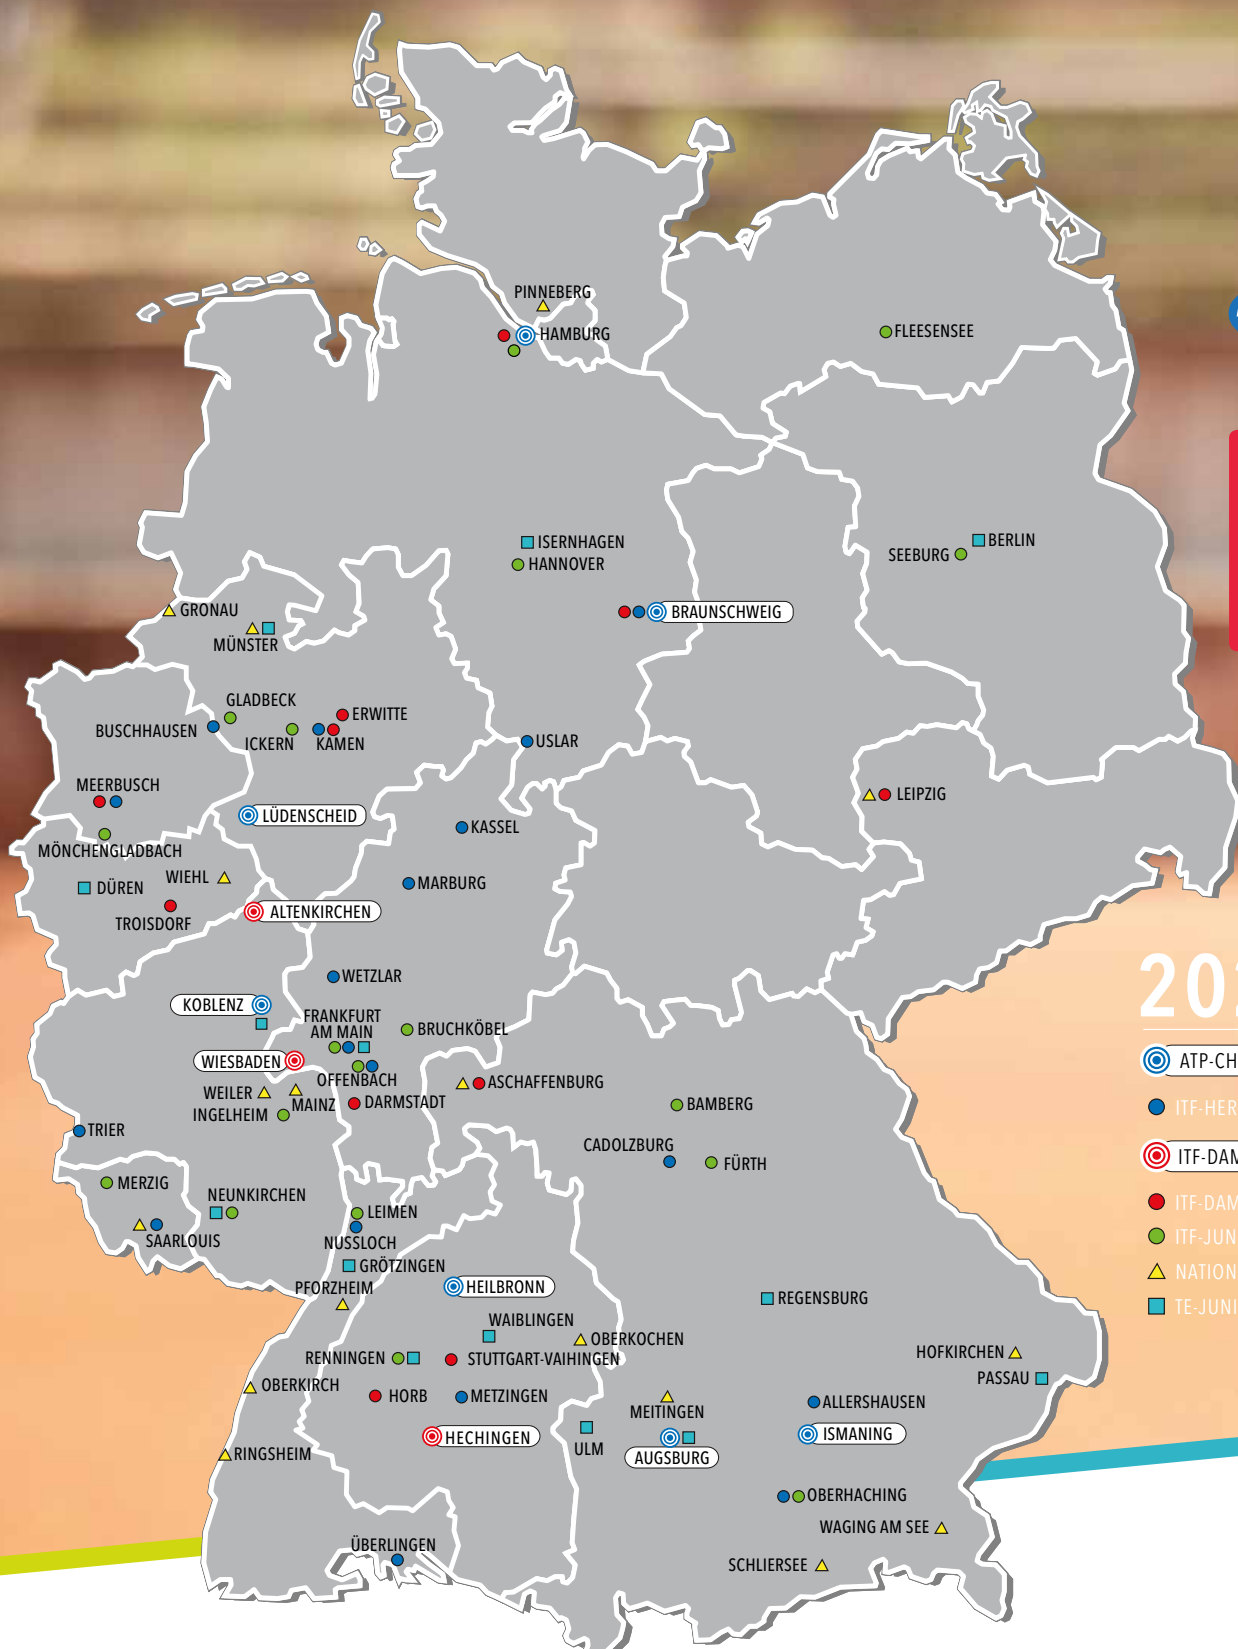 PINNEBERG
HAMBURG
FLEESENSEE
ISERNHAGEN
HANNOVER
BERLIN
SEEBURG
BRAUNSCHWEIG
GRONAU
MÜNSTER
GLADBECK
BUSCHHAUSEN
ERWITTE
ICKERN
KAMEN
USLAR
MEERBUSCH
LEIPZIG
LÜDENSCHEID
KASSEL
MÖNCHENGLADBACH
WIEHL
DÜREN
MARBURG
TROISDORF
ALTENKIRCHEN
WETZLAR
KOBLENZ
FRANKFURT
AM MAIN
BRUCHKÖBEL
WIESBADEN
OFFENBACH
ASCHAFFENBURG
WEILER
MAINZ
DARMSTADT
INGELHEIM
BAMBERG
TRIER
CADOLZBURG
FÜRTH
MERZIG
NEUNKIRCHEN
LEIMEN
SAARLOUIS
NUSSLOCH
GRÖTZINGEN
PFORZHEIM
HEILBRONN
REGENSBURG
WAIBLINGEN
OBERKOCHEN
HOFKIRCHEN
RENNINGEN
STUTTGART-VAIHINGEN
PASSAU
OBERKIRCH
HORB
METZINGEN
ALLERSHAUSEN
MEITINGEN
HECHINGEN
ISMANING
ULM
AUGSBURG
RINGSHEIM
OBERHACHING
WAGING AM SEE
ÜBERLINGEN
SCHLIERSEE
ATP-CH
ITF-HER
ITF-DAM
ITF-DAM
ITF-JUN
NATION
TE-JUNI